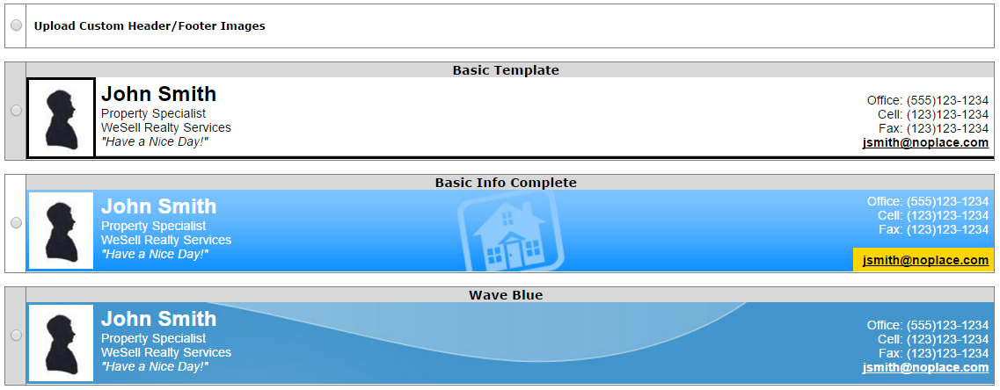 Upload Custom Header/Footer Images
Basic Template
John Smith
Property Specialist
WeSell Realty Services
"Have a Nice Day!"
Office: (555)123-1234
Cell: (123)123-1234
Fax: (123)123-1234
jsmith@noplace.com
Basic Info Complete
John Smith
Property Specialist
WeSell Realty Services
"Have a Nice Day!"
Office: (555)123-1234
Cell: (123)123-1234
Fax: (123)123-1234
jsmith@noplace.com
Wave Blue
John Smith
Property Specialist
WeSell Realty Services
"Have a Nice Day!"
Office: (555)123-1234
Cell: (123)123-1234
Fax: (123)123-1234
jsmith@noplace.com